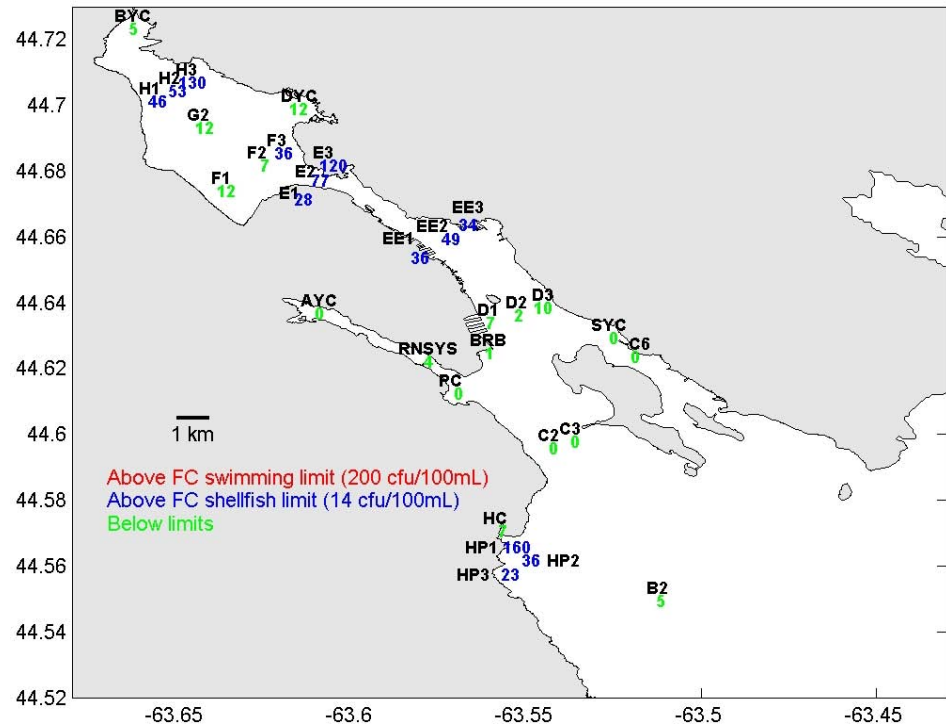 44.72
44.7
44.68
44.66
44.64
44.62
44.6
44.58
44.56
44.54
44.52
BYC
5
H3
H2
130
H1
53
46
DYC
12
G2
12
F3
36
F2
7
E3
120
E2
77
F1
12
E1
28
EE3
34
EE2
49
EE1
36
D3
10
D2
2
D1
7
AYC
0
SYC
0
C6
0
BRB
1
RNSYS
4
PC
0
C3
0
C2
0
1 km
Above FC swimming limit (200 cfu/100mL)
Above FC shellfish limit (14 cfu/100mL)
Below limits
HC
HP1
160
36
HP2
HP3
23
B2
5
-63.65
-63.6
-63.55
-63.5
-63.45